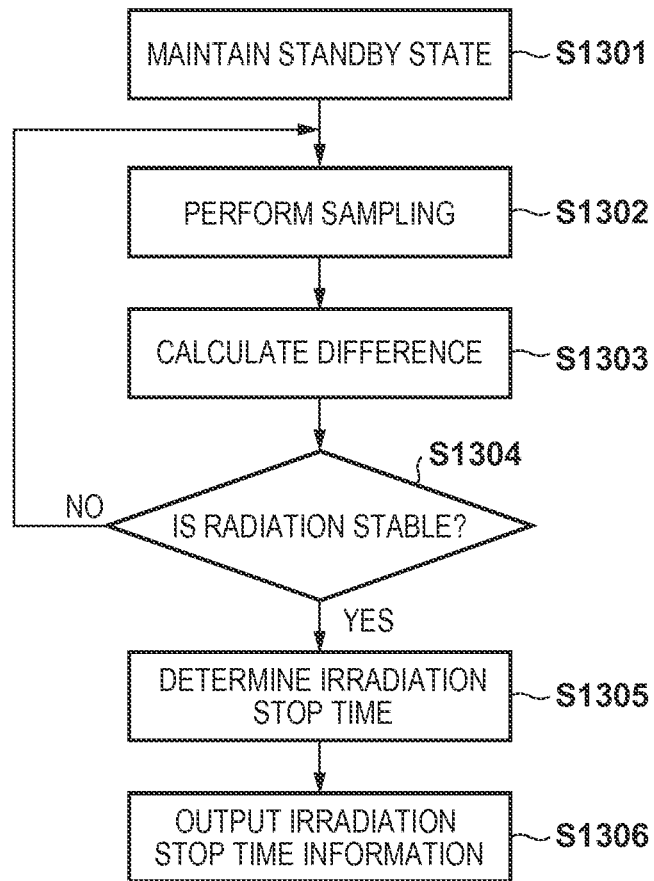 MAINTAIN STANDBY STATE S1301
PERFORM SAMPLING S1302
CALCULATE DIFFERENCE S1303
S1304
NO IS RADIATION STABLE?
YES
DETERMINE IRRADIATION
STOP TIME S1305
OUTPUT IRRADIATION
STOP TIME INFORMATION S1306